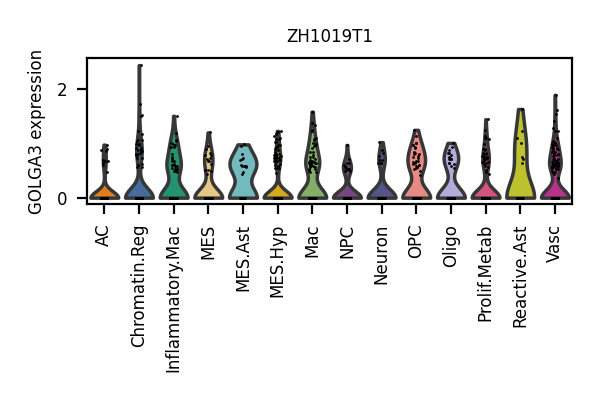 ZH1019T1
GOLGA3 expression
2
0
AC
Chromatin.Reg
Inflammatory.Mac
MES
MES.Ast
MES.Hyp
Mac
NPC
Neuron
OPC
Oligo
Prolif.Metab
Reactive.Ast
Vasc